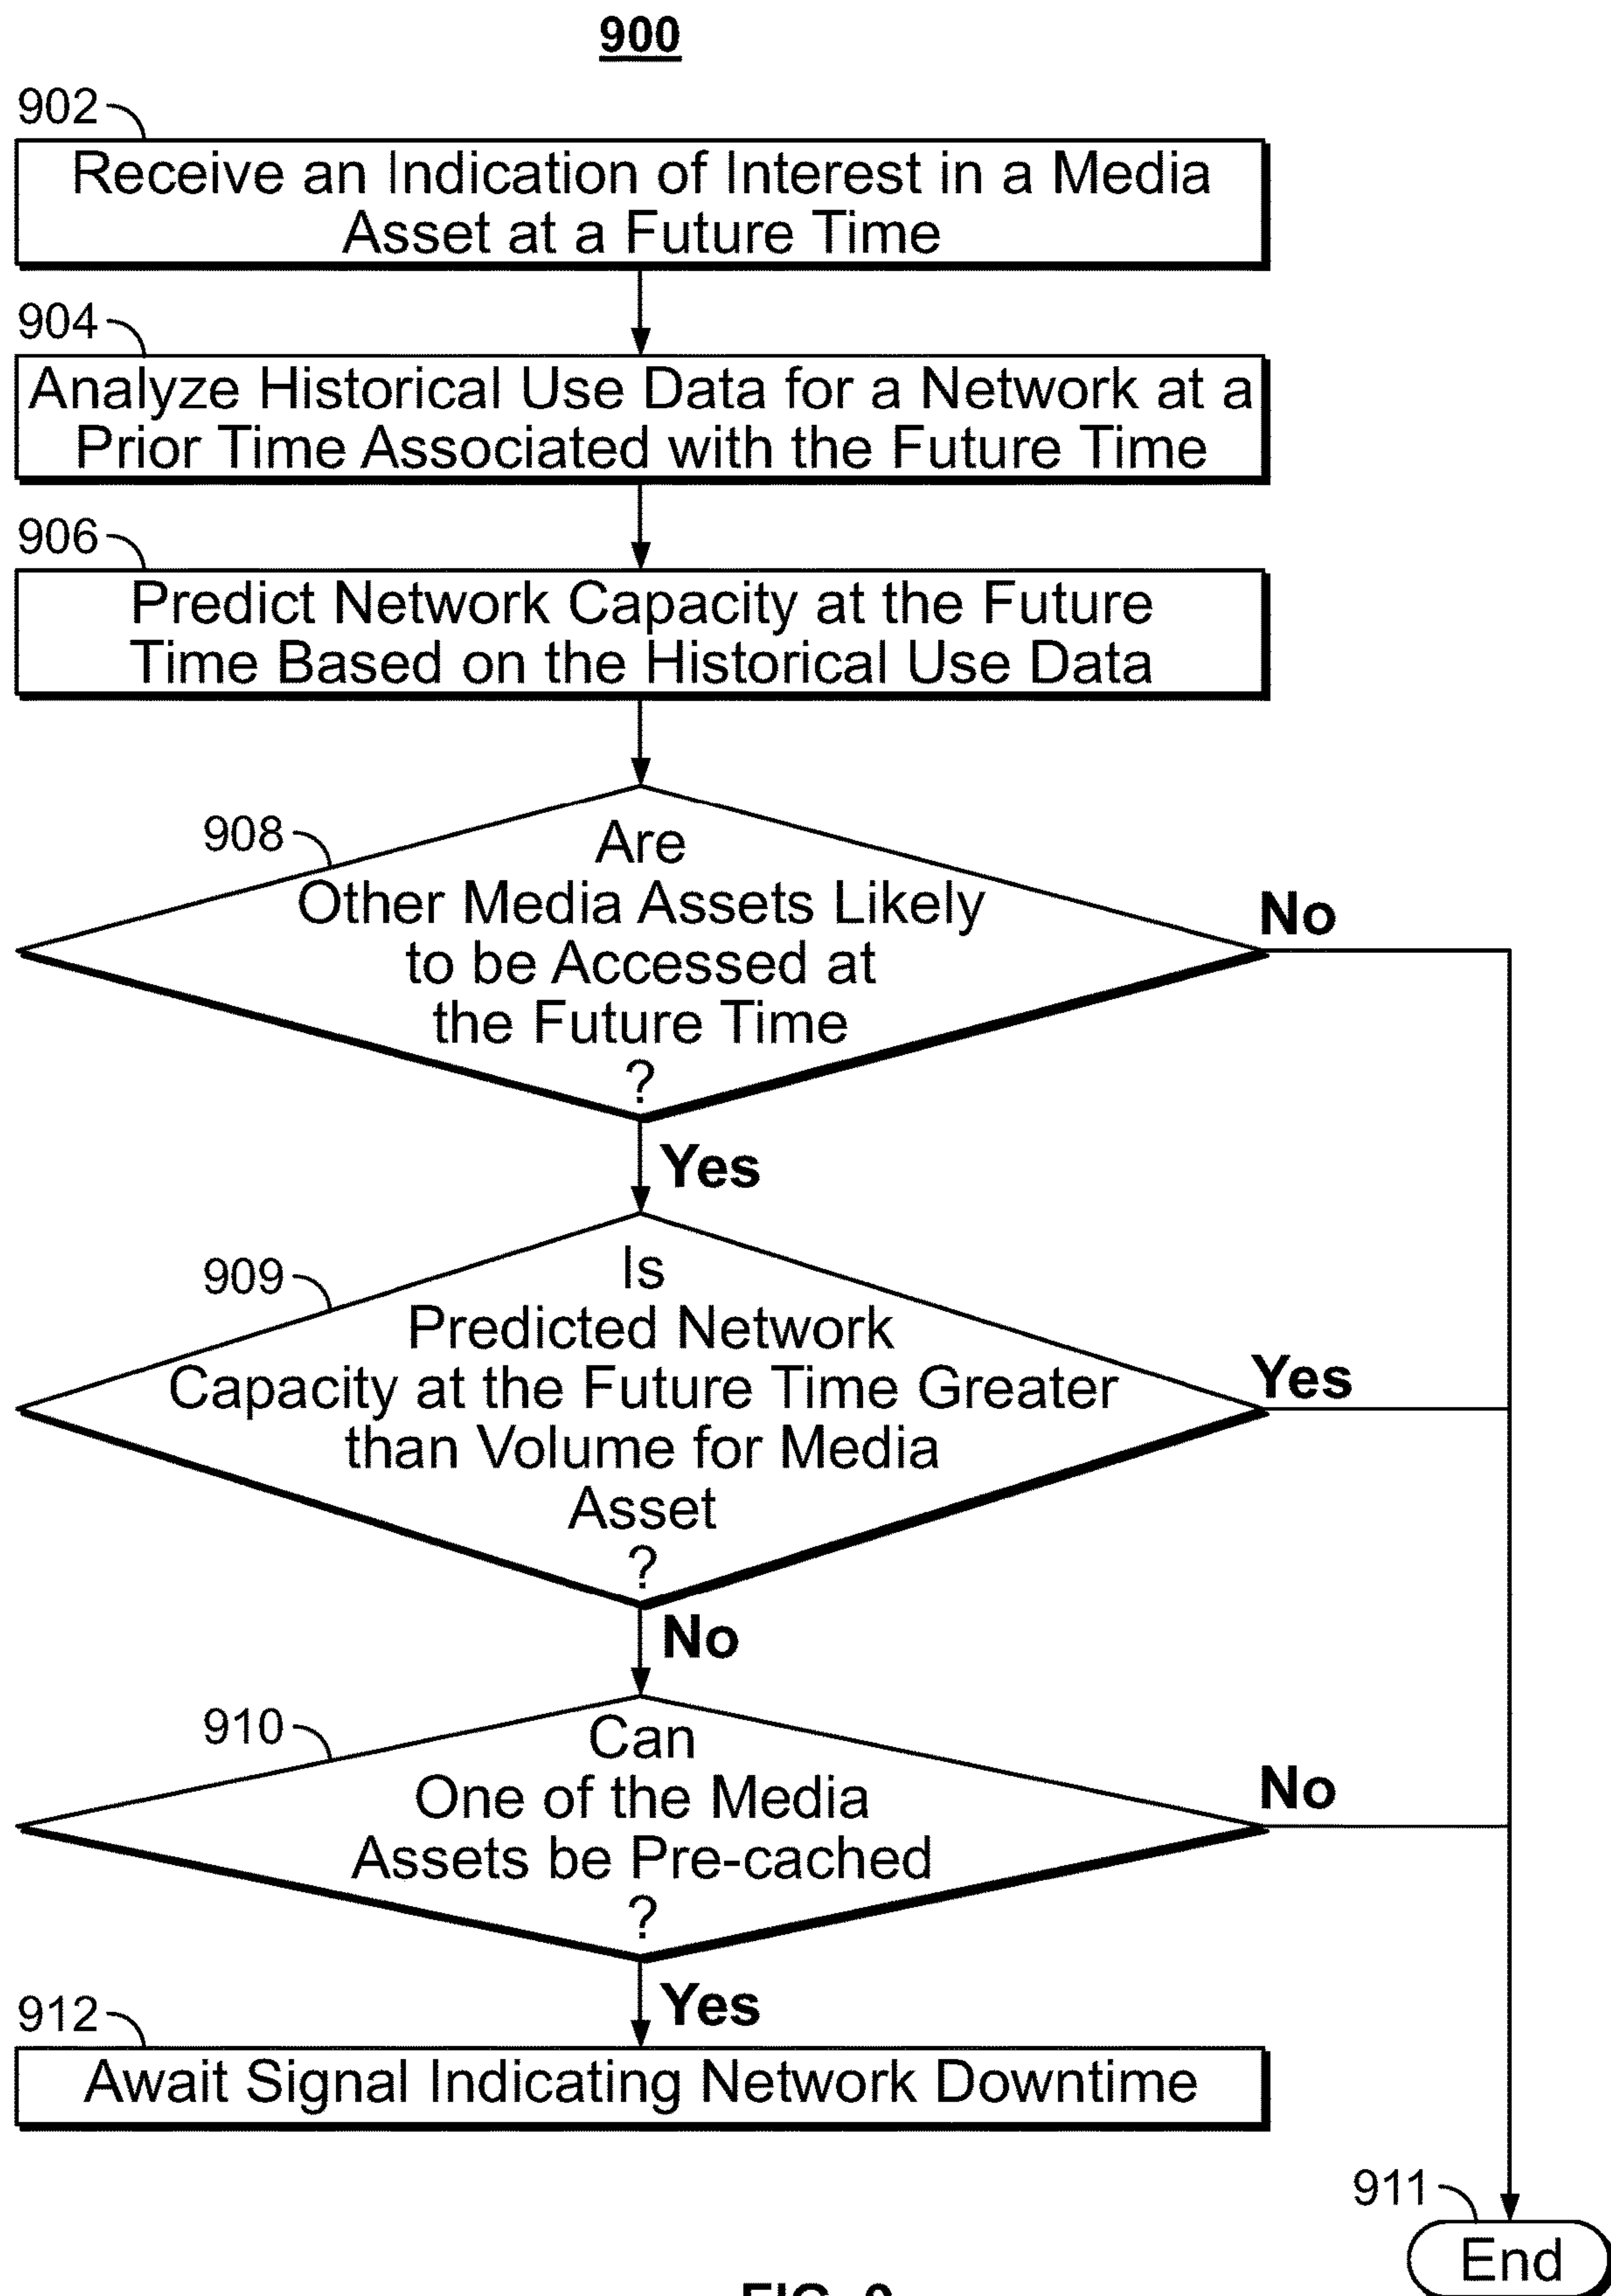 900
902
Receive an Indication of Interest in a Media
Asset at a Future Time
904
Analyze Historical Use Data for a Network at a
Prior Time Associated with the Future Time
906
Predict Network Capacity at the Future
Time Based on the Historical Use Data
908
Are
Other Media Assets Likely
to be Accessed at
the Future Time
?
No
Yes
909
Is
Predicted Network
Capacity at the Future Time Greater
than Volume for Media
Asset
?
Yes
No
910
Can
One of the Media
Assets be Pre-cached
?
No
Yes
912
Await Signal Indicating Network Downtime
911
End